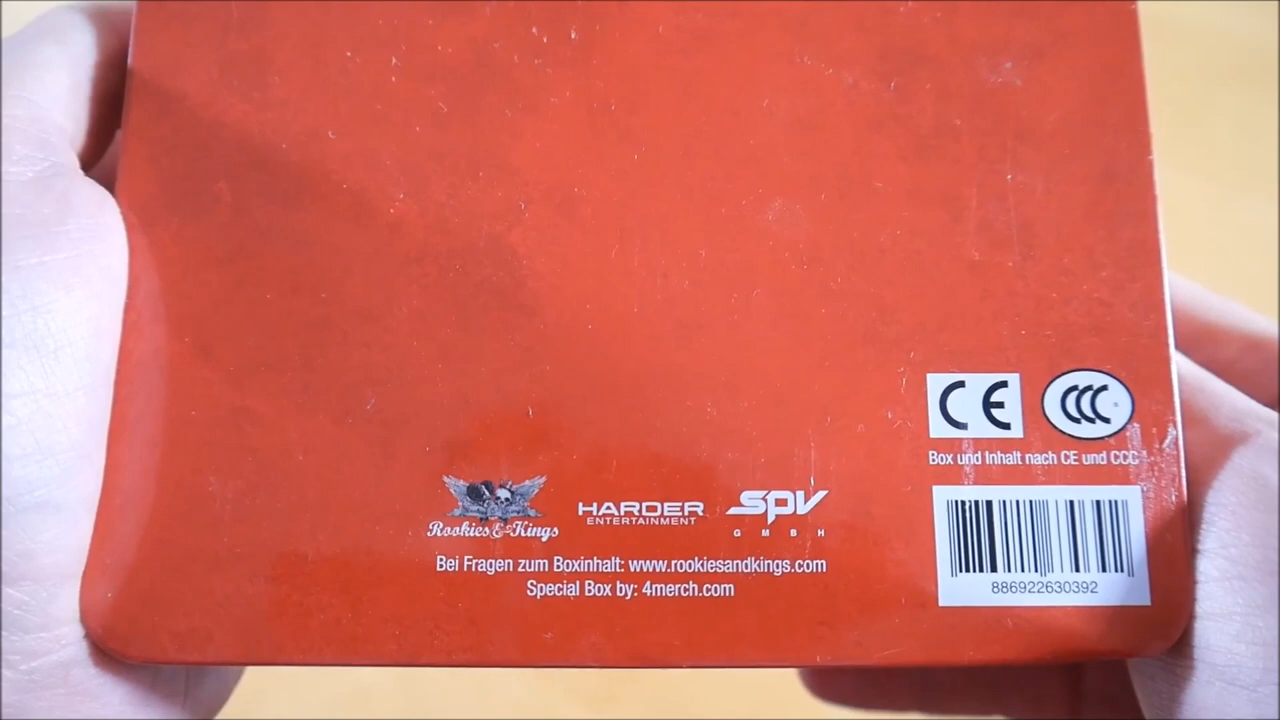 CE CCC
Box und Inhalt nach CE und CCC
Rookies & Kings
HARDER
ENTERTAINMENT
SPV
GMBH
Bei Fragen zum Boxinhalt: www.rookiesandkings.com
Special Box by: 4merch.com
886922630392